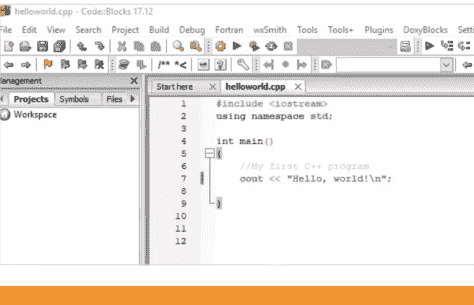 helloworld.cpp - Code::Blocks 17.12
File Edit View Search Project Build Debug Fortran wxSmith Tools Tools+ Plugins DoxyBlocks Setti
/** *<
anagement
Projects Symbols Files
Workspace
Start here helloworld.cpp
1 #include <iostream>
2 using namespace std;
3
4 int main()
5 {
6 //My first C++ program
7 cout << "Hello, world!\n";
8
9 }
10
11
12